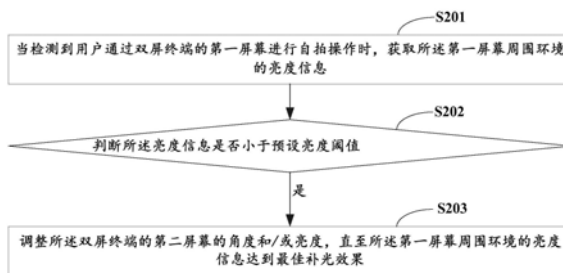 S201
当检测到用户通过双屏终端的第一屏幕进行自拍操作时，获取所述第一屏幕周围环境
的亮度信息
S202
判断所述亮度信息是否小于预设亮度阈值
是
S203
调整所述双屏终端的第二屏幕的角度和/或亮度，直至所述第一屏幕周围环境的亮度
信息达到最佳补光效果